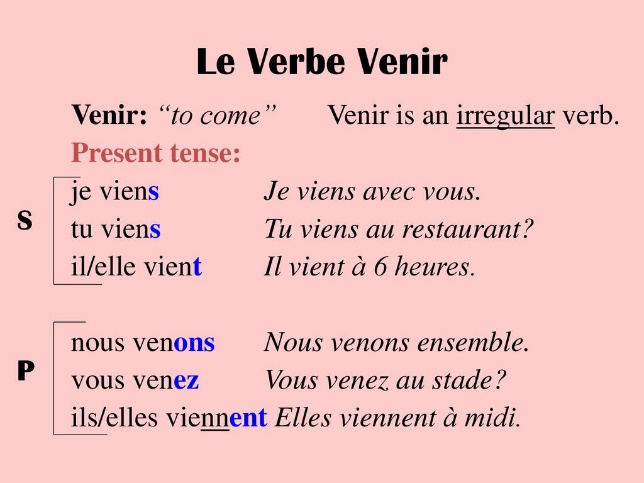 Le Verbe Venir
Venir: “to come” Venir is an irregular verb.
Present tense:
je viens Je viens avec vous.
S
tu viens Tu viens au restaurant?
il/elle vient Il vient à 6 heures.
nous venons Nous venons ensemble.
P
vous venez Vous venez au stade?
ils/elles viennent Elles viennent à midi.